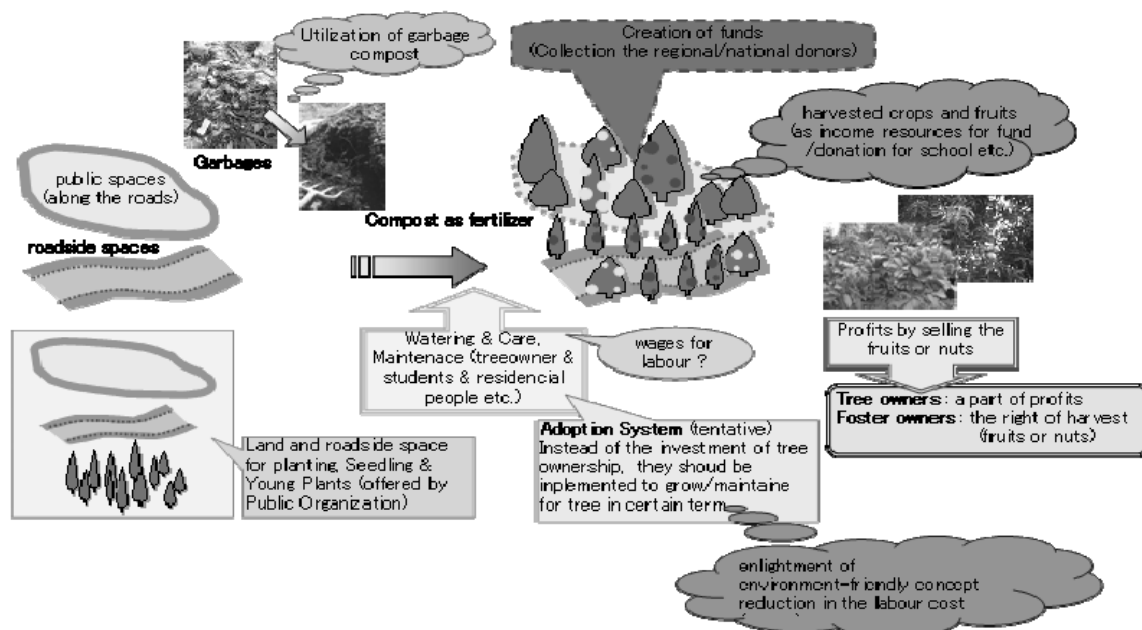 Utilization of garbage
compost
Creation of funds
(Collection the regional/national donors)
harvested crops and fruits
(as income resources for fund
/donation for school etc.)
Garbages
public spaces
(along the roads)
Compost as fertilizer
roadside spaces
Watering & Care,
Maintenace (treeowner &
students & residencial
people etc.)
wages for
labour ?
Profits by selling the
fruits or nuts
Tree owners: a part of profits
Foster owners: the right of harvest
(fruits or nuts)
Land and roadside space
for planting, Seedling &
Young Plants (offered by
Public Organization)
Adoption System (tentative)
Instead of the investment of tree
ownership, they shoud be
inplemented to grow/maintaine
for tree in certain term
enlightment of
environment-friendly concept
reduction in the labour cost